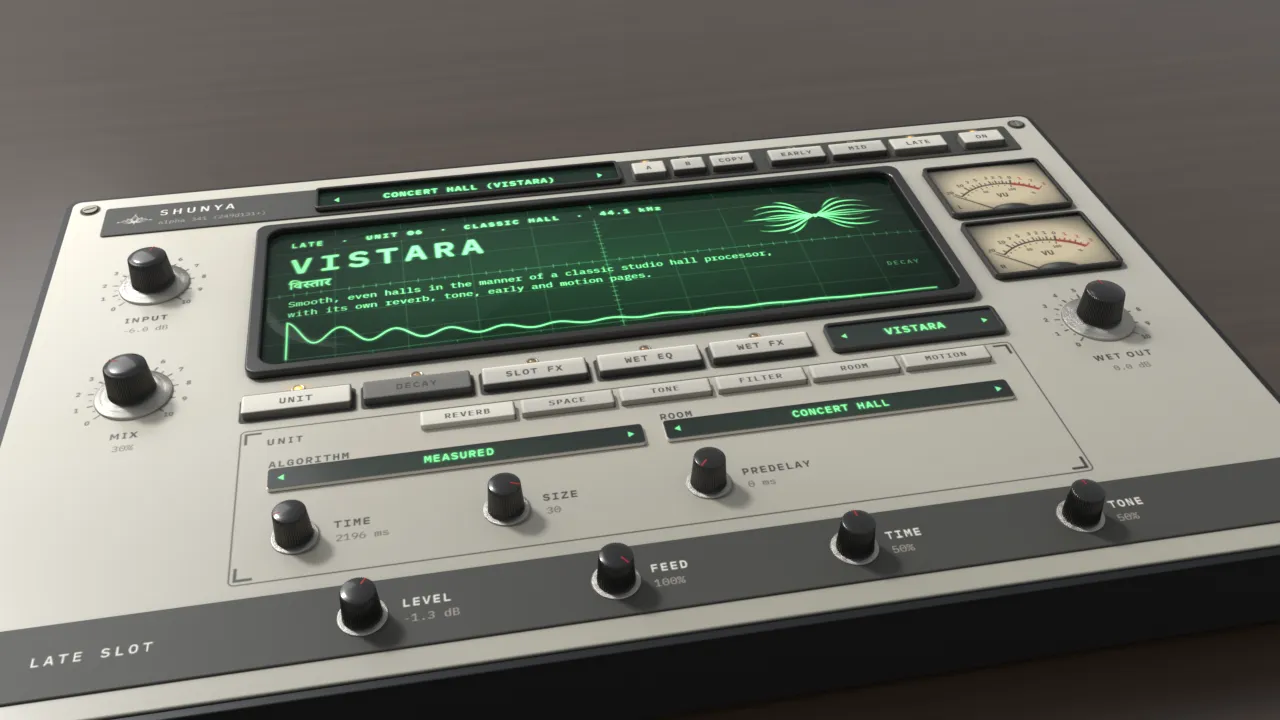 SHUNYA
CONCERT HALL (VISTARA)
A
B
COPY
EARLY
MID
LATE
ON
LATE · UNIT 06 · CLASSIC HALL · 44.1 kHz
VISTARA
विस्तार
Smooth, even halls in the manner of a classic studio hall processor,
with its own reverb, tone, early and motion pages.
DECAY
VU
VU
INPUT
-6.0 dB
MIX
30%
WET OUT
0.0 dB
UNIT
DECAY
SLOT FX
WET EQ
WET FX
VISTARA
REVERB
SPACE
TONE
FILTER
ROOM
MOTION
UNIT
ALGORITHM
MEASURED
ROOM
CONCERT HALL
TIME
2196 ms
SIZE
30
PREDELAY
0 ms
LATE SLOT
LEVEL
-1.3 dB
FEED
100%
TIME
50%
TONE
50%